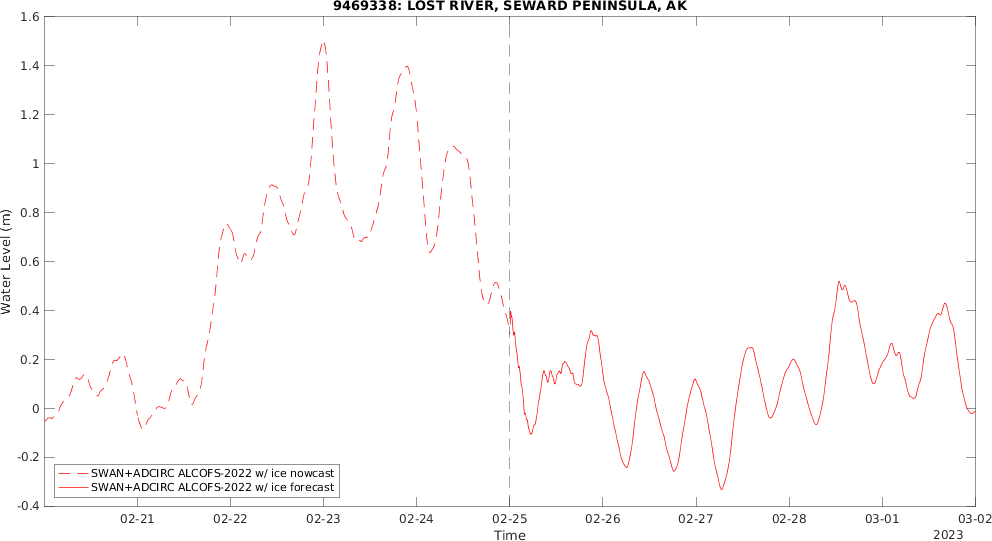 9469338: LOST RIVER, SEWARD PENINSULA, AK
1.6
1.4
1.2
1
0.8
0.6
0.4
0.2
0
-0.2
-0.4
Water Level (m)
SWAN+ADCIRC ALCOFS-2022 w/ ice nowcast
SWAN+ADCIRC ALCOFS-2022 w/ ice forecast
02-21 02-22 02-23 02-24 02-25 02-26 02-27 02-28 03-01 03-02
Time
2023